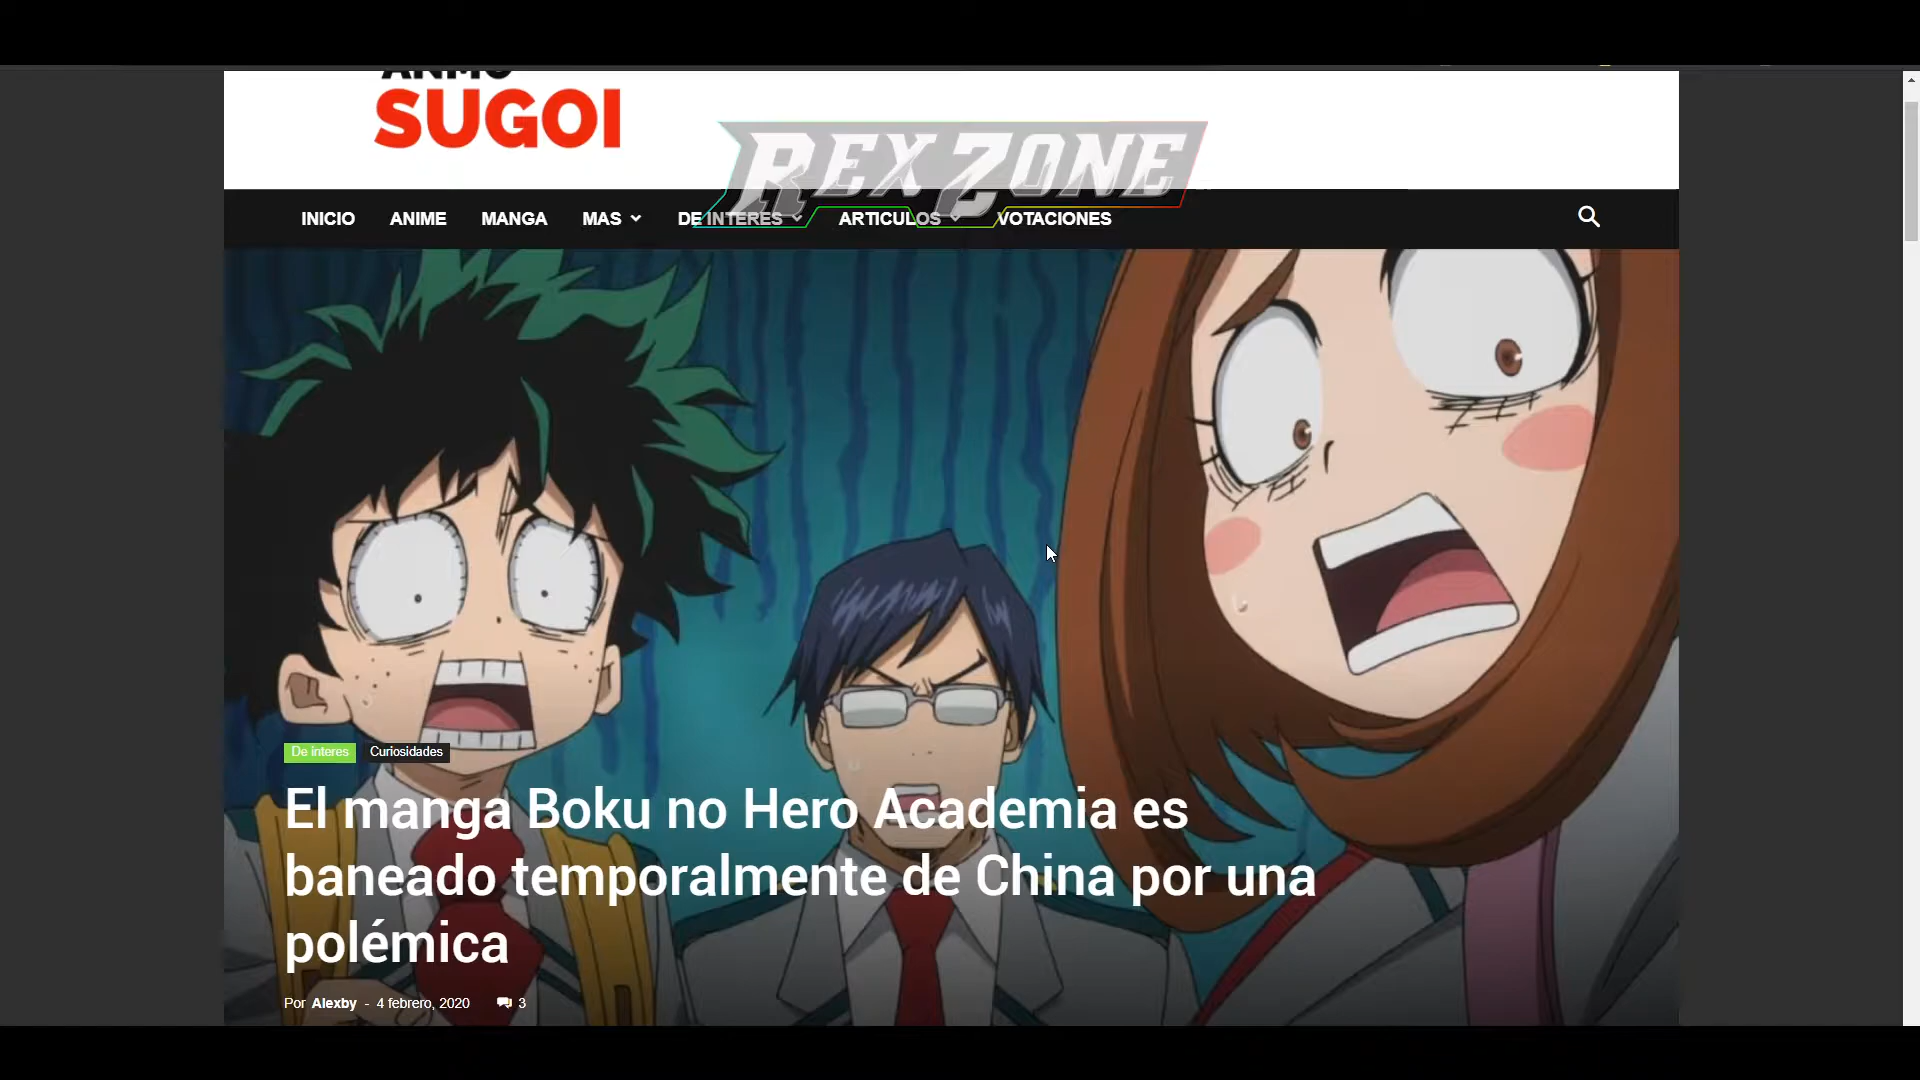 ANMO
SUGOI
REX ZONE
INICIO ANIME MANGA MAS DE INTERES ARTICULOS VOTACIONES
De interes Curiosidades
El manga Boku no Hero Academia es
baneado temporalmente de China por una
polémica
Por Alexby - 4 febrero, 2020 3